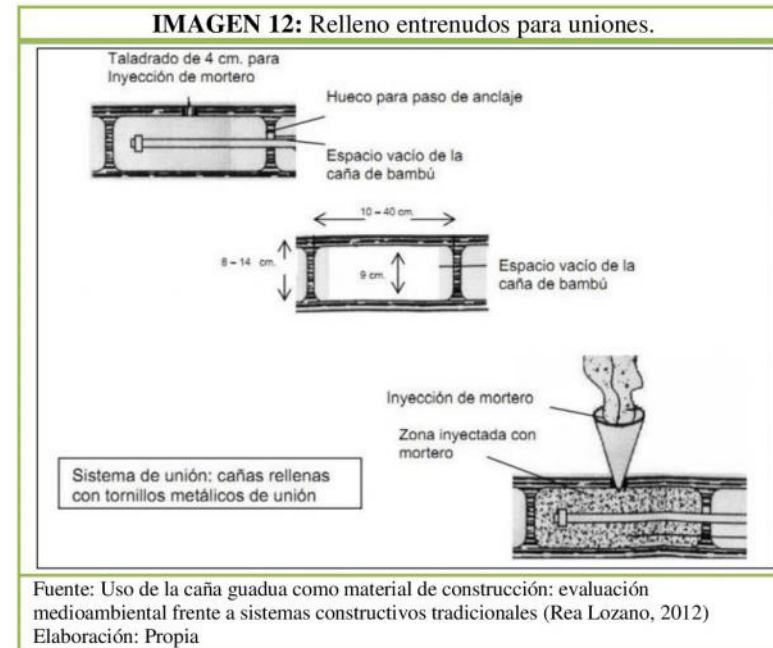 IMAGEN 12: Relleno entrenudos para uniones.
Taladrado de 4 cm. para
Inyección de mortero
Hueco para paso de anclaje
Espacio vacío de la
caña de bambú
10 – 40 cm.
8 – 14 cm.
9 cm.
Espacio vacío de la
caña de bambú
Inyección de mortero
Zona inyectada con
mortero
Sistema de unión: cañas rellenas
con tornillos metálicos de unión
Fuente: Uso de la caña guadua como material de construcción: evaluación
medioambiental frente a sistemas constructivos tradicionales (Rea Lozano, 2012)
Elaboración: Propia